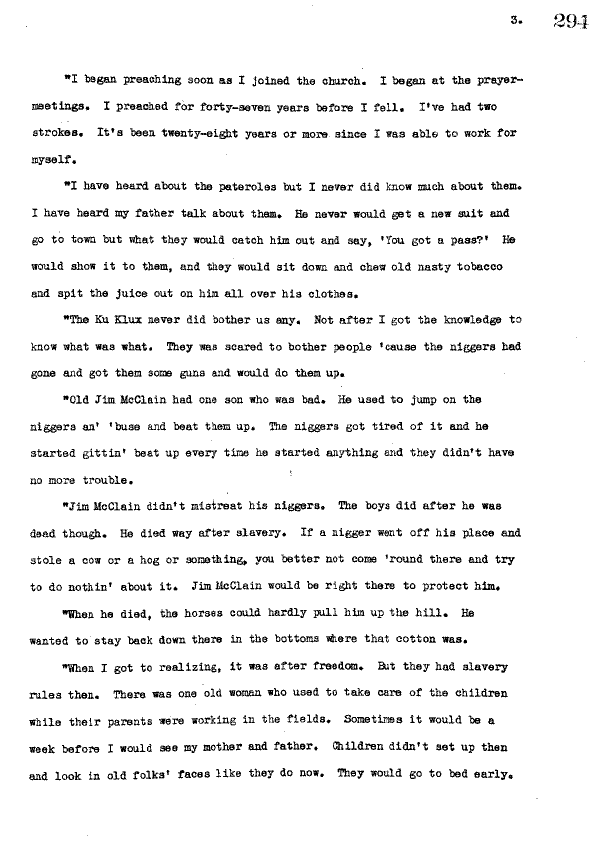 3. 294
"I began preaching soon as I joined the church. I began at the prayer-
meetings. I preached for forty-seven years before I fell. I've had two
strokes. It's been twenty-eight years or more since I was able to work for
myself.
"I have heard about the pateroles but I never did know much about them.
I have heard my father talk about them. He never would get a new suit and
go to town but what they would catch him out and say, 'You got a pass?' He
would show it to them, and they would sit down and chew old nasty tobacco
and spit the juice out on him all over his clothes.
"The Ku Klux never did bother us any. Not after I got the knowledge to
know what was what. They was scared to bother people 'cause the niggers had
gone and got them some guns and would do them up.
"Old Jim McClain had one son who was bad. He used to jump on the
niggers an' 'buse and beat them up. The niggers got tired of it and he
started gittin' beat up every time he started anything and they didn't have
no more trouble.
"Jim McClain didn't mistreat his niggers. The boys did after he was
dead though. He died way after slavery. If a nigger went off his place and
stole a cow or a hog or something, you better not come 'round there and try
to do nothin' about it. Jim McClain would be right there to protect him.
"When he died, the horses could hardly pull him up the hill. He
wanted to stay back down there in the bottoms where that cotton was.
"When I got to realizing, it was after freedom. But they had slavery
rules then. There was one old woman who used to take care of the children
while their parents were working in the fields. Sometimes it would be a
week before I would see my mother and father. Children didn't set up then
and look in old folks' faces like they do now. They would go to bed early.